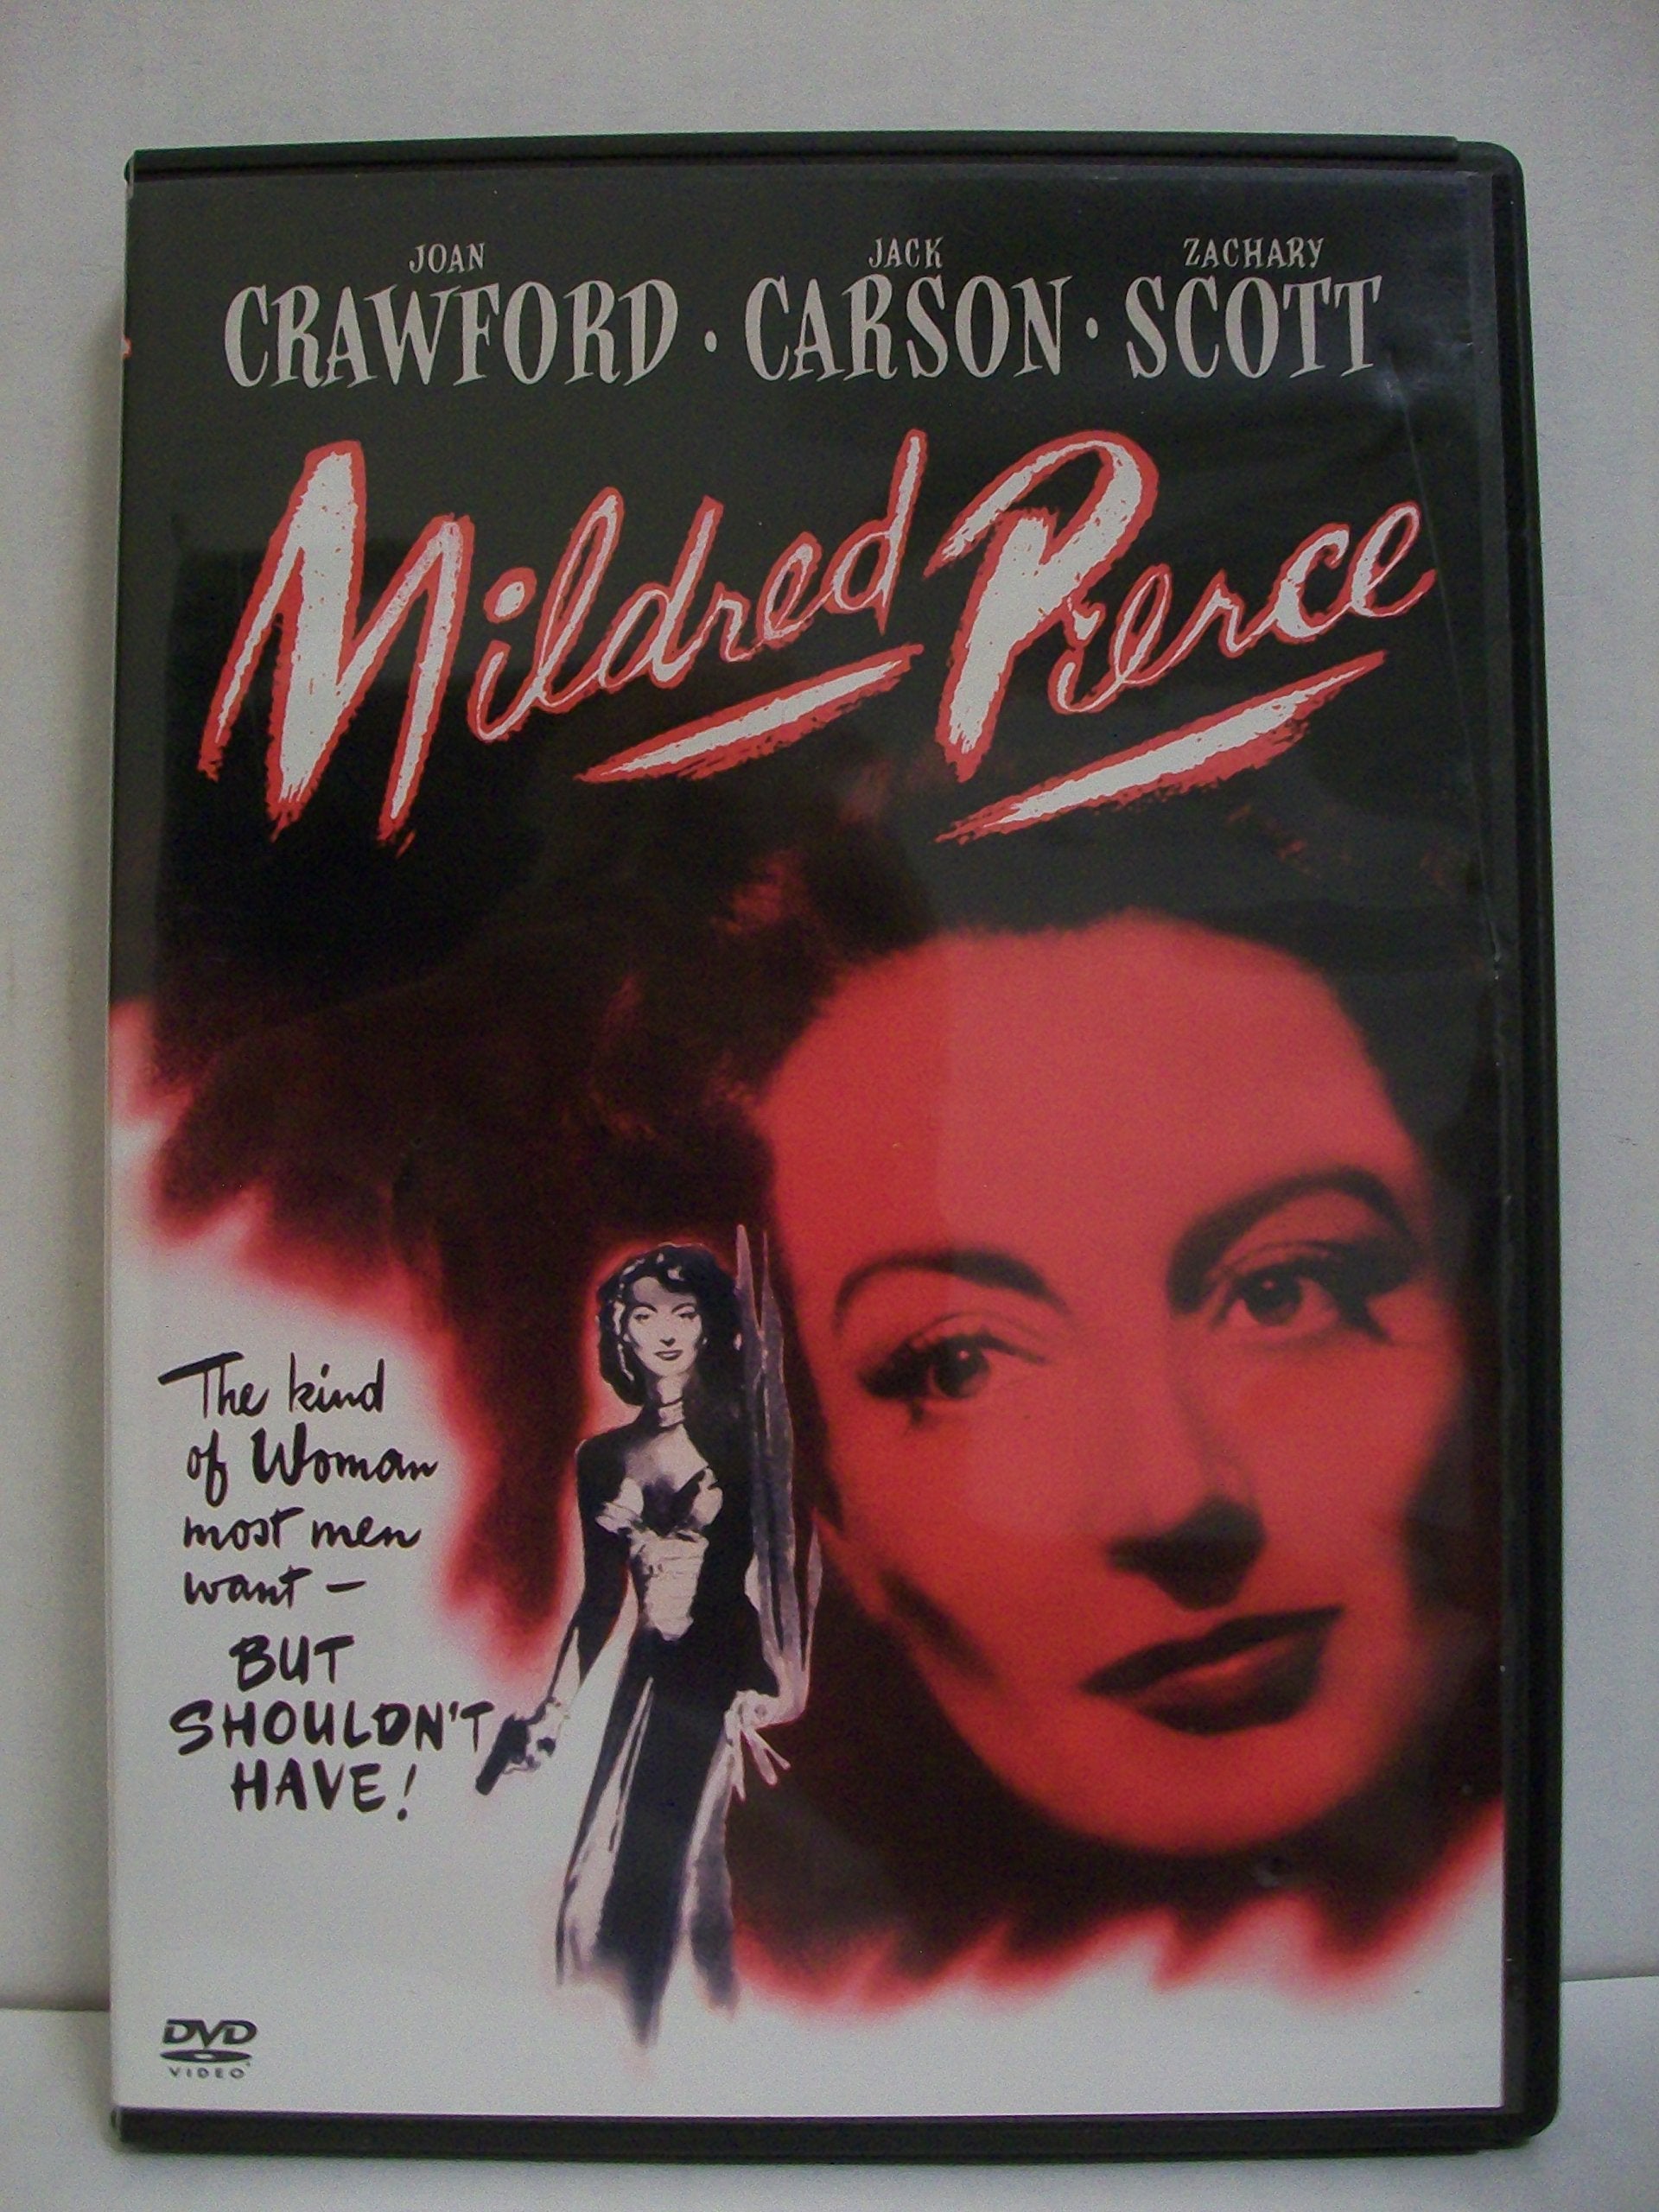 JOAN JACK ZACHARY
CRAWFORD · CARSON · SCOTT
Mildred Pierce
The kind
of Woman
most men
want —
BUT
SHOULDN'T
HAVE!
DVD
VIDEO